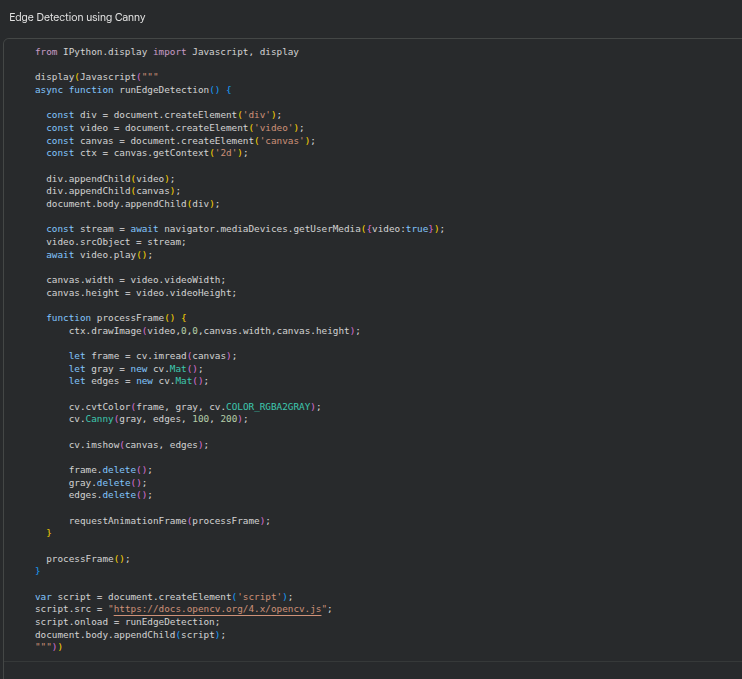 Edge Detection using Canny
from IPython.display import Javascript, display
display(Javascript("""
async function runEdgeDetection() {
const div = document.createElement('div');
const video = document.createElement('video');
const canvas = document.createElement('canvas');
const ctx = canvas.getContext('2d');
div.appendChild(video);
div.appendChild(canvas);
document.body.appendChild(div);
const stream = await navigator.mediaDevices.getUserMedia({video:true});
video.srcObject = stream;
await video.play();
canvas.width = video.videoWidth;
canvas.height = video.videoHeight;
function processFrame() {
ctx.drawImage(video,0,0,canvas.width,canvas.height);
let frame = cv.imread(canvas);
let gray = new cv.Mat();
let edges = new cv.Mat();
cv.cvtColor(frame, gray, cv.COLOR_RGBA2GRAY);
cv.Canny(gray, edges, 100, 200);
cv.imshow(canvas, edges);
frame.delete();
gray.delete();
edges.delete();
requestAnimationFrame(processFrame);
}
processFrame();
}
var script = document.createElement('script');
script.src = "https://docs.opencv.org/4.x/opencv.js";
script.onload = runEdgeDetection;
document.body.appendChild(script);
"""))